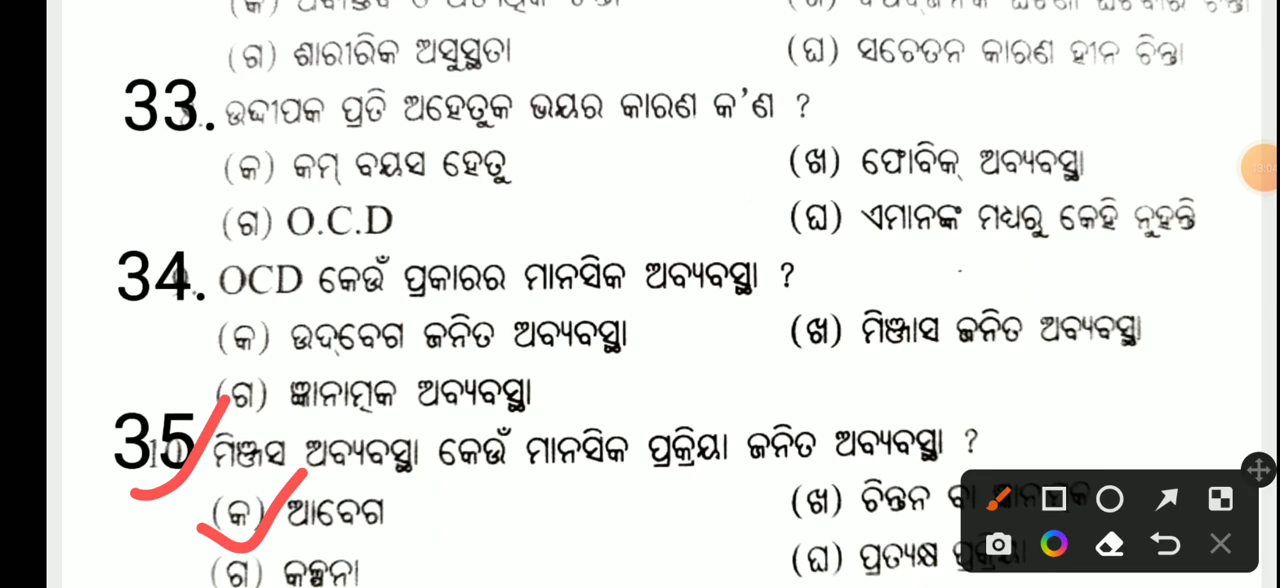 (ଗ) ଶାରୀରିକ ଅସୁସ୍ଥତା (ଘ) ସଚେତନ କାରଣ ହୀନ ଚିନ୍ତା
33. ଉଦ୍ଦୀପକ ପ୍ରତି ଅହେତୁକ ଭୟର କାରଣ କ'ଣ ?
(କ) କମ୍ ବୟସ ହେତୁ (ଖ) ଫୋବିକ୍ ଅବ୍ୟବସ୍ଥା
(ଗ) O.C.D (ଘ) ଏମାନଙ୍କ ମଧ୍ୟରୁ କେହି ନୁହନ୍ତି
34. OCD କେଉଁ ପ୍ରକାରର ମାନସିକ ଅବ୍ୟବସ୍ଥା ?
(କ) ଉଦ୍‌ବେଗ ଜନିତ ଅବ୍ୟବସ୍ଥା (ଖ) ମିଞ୍ଜାସ ଜନିତ ଅବ୍ୟବସ୍ଥା
(ଗ) ଜ୍ଞାନାତ୍ମକ ଅବ୍ୟବସ୍ଥା
35 ମିଞ୍ଜାସ ଅବ୍ୟବସ୍ଥା କେଉଁ ମାନସିକ ପ୍ରକ୍ରିୟା ଜନିତ ଅବ୍ୟବସ୍ଥା ?
(କ) ଆବେଗ (ଖ) ଚିନ୍ତନ ବା
(ଗ) କଳ୍ପନା (ଘ) ପ୍ରତ୍ୟକ୍ଷ ପ୍ରକ୍ରିୟା